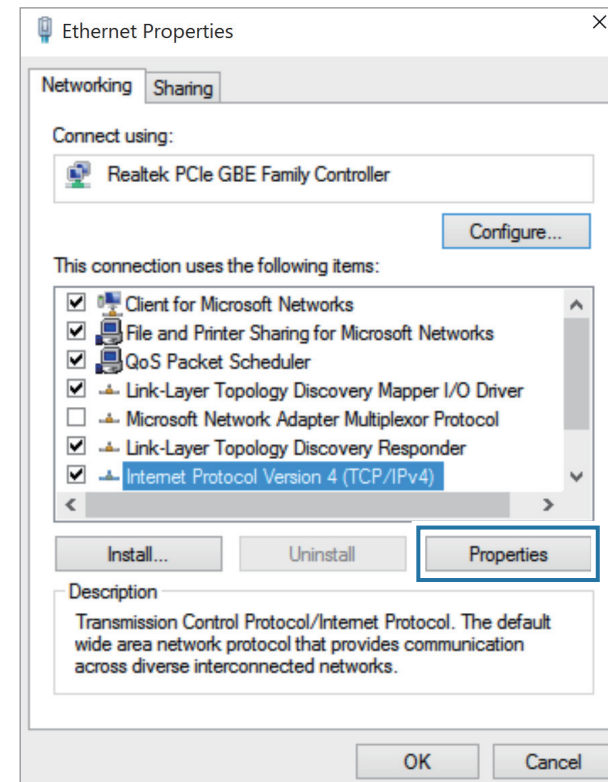 Ethernet Properties
Networking
Sharing
Connect using:
Realtek PCIe GBE Family Controller
Configure...
This connection uses the following items:
Client for Microsoft Networks
File and Printer Sharing for Microsoft Networks
QoS Packet Scheduler
Link-Layer Topology Discovery Mapper I/O Driver
Microsoft Network Adapter Multiplexor Protocol
Link-Layer Topology Discovery Responder
Internet Protocol Version 4 (TCP/IPv4)
Install...
Uninstall
Properties
Description
Transmission Control Protocol/Internet Protocol. The default
wide area network protocol that provides communication
across diverse interconnected networks.
OK
Cancel